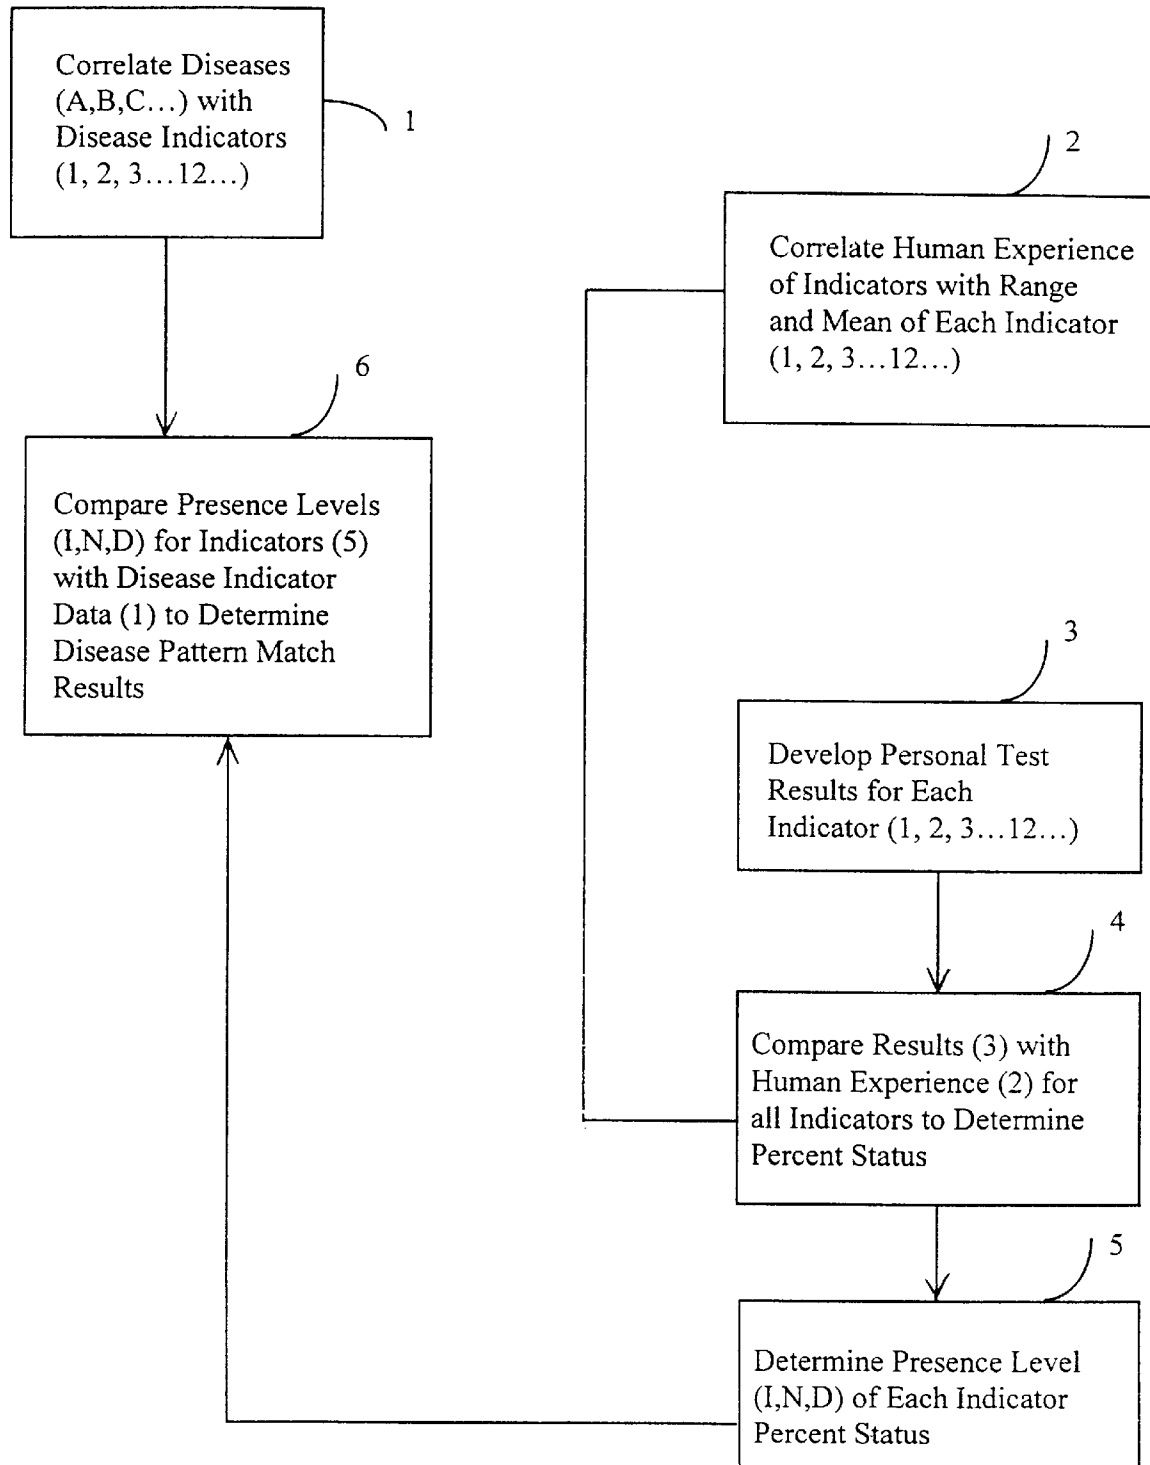 Correlate Diseases
(A,B,C...) with
Disease Indicators
(1, 2, 3...12...)
1
2
Correlate Human Experience
of Indicators with Range
and Mean of Each Indicator
(1, 2, 3...12...)
6
Compare Presence Levels
(I,N,D) for Indicators (5)
with Disease Indicator
Data (1) to Determine
Disease Pattern Match
Results
3
Develop Personal Test
Results for Each
Indicator (1, 2, 3...12...)
4
Compare Results (3) with
Human Experience (2) for
all Indicators to Determine
Percent Status
5
Determine Presence Level
(I,N,D) of Each Indicator
Percent Status